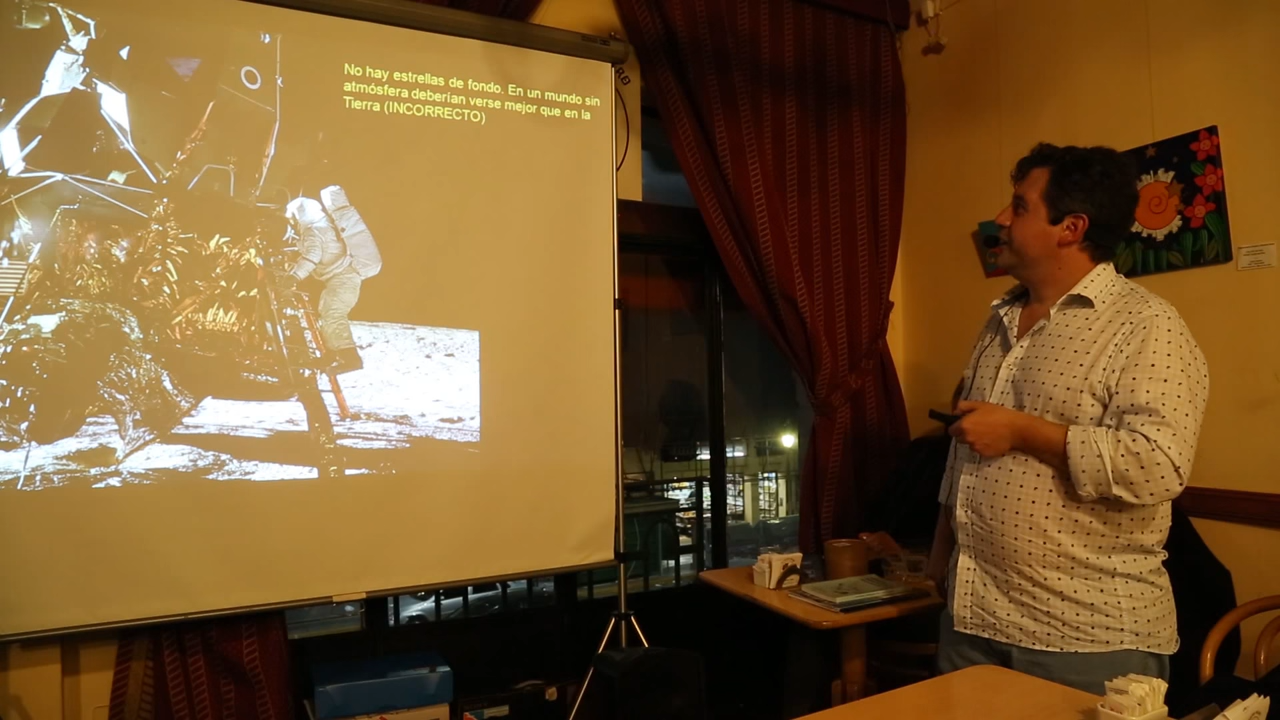 No hay estrellas de fondo. En un mundo sin
atmósfera deberían verse mejor que en la
Tierra (INCORRECTO)